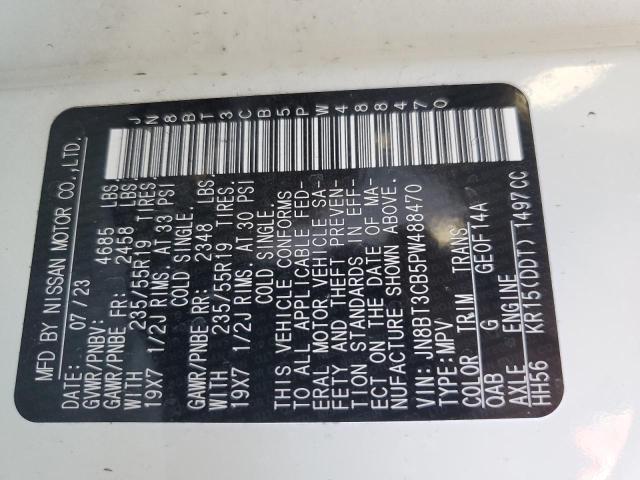 MFD BY NISSAN MOTOR CO.,LTD.
DATE: 07/23
GVWR/PNBV: 4685 LBS
GAWR/PNBE FR: 2458 LBS.
WITH 235/55R19 TIRES.
19X7 1/2J RIMS. AT 33 PSI
COLD SINGLE.
GAWR/PNBE RR: 2348 LBS.
WITH 235/55R19 TIRES.
19X7 1/2J RIMS. AT 30 PSI
COLD SINGLE.
THIS VEHICLE CONFORMS
TO ALL APPLICABLE FED-
ERAL MOTOR VEHICLE SA-
FETY AND THEFT PREVEN-
TION STANDARDS IN EFF-
ECT ON THE DATE OF MA-
NUFACTURE SHOWN ABOVE.
VIN: JN8BT3CB5PW488470
TYPE:MPV
COLOR TRIM TRANS
QAB G GE0F14A
AXLE ENGINE
HH56 KR15(DDT) 1497CC
JN8BT3CB5PW488470